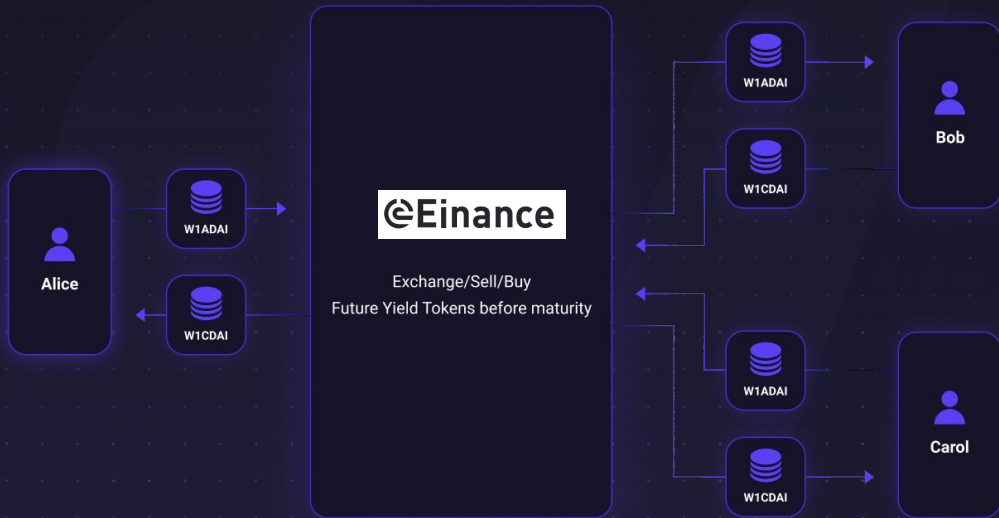 W1ADAI
Bob
W1CDAI
Alice
W1ADAI
W1CDAI
Einance
Exchange/Sell/Buy
Future Yield Tokens before maturity
W1ADAI
Carol
W1CDAI